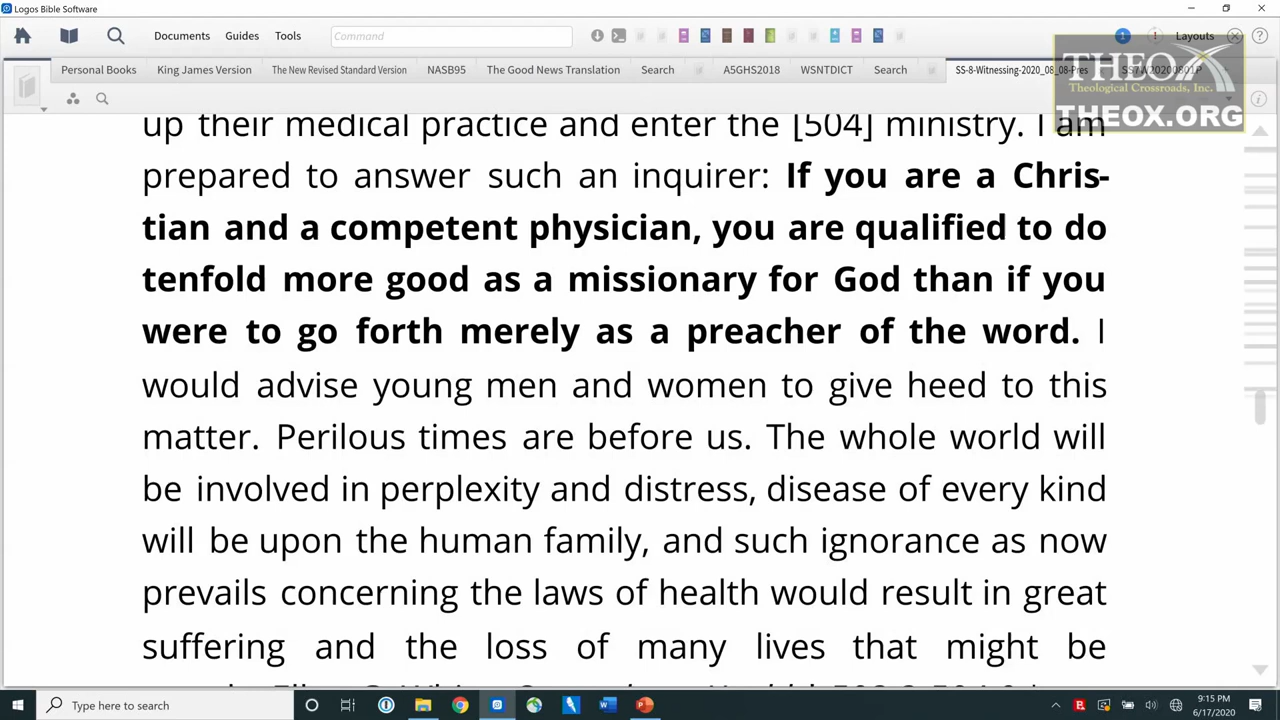 Logos Bible Software
Documents Guides Tools Command Layouts
THEOX
Theological Crossroads, Inc.
THEOX.ORG
Personal Books King James Version The New Revised Stan The Good News Translation Search A5GHS2018 WSNTDICT Search SS-8-Witnessing-2020_08_08-Pres
up their medical practice and enter the [504] ministry. I am
prepared to answer such an inquirer: If you are a Chris-
tian and a competent physician, you are qualified to do
tenfold more good as a missionary for God than if you
were to go forth merely as a preacher of the word. I
would advise young men and women to give heed to this
matter. Perilous times are before us. The whole world will
be involved in perplexity and distress, disease of every kind
will be upon the human family, and such ignorance as now
prevails concerning the laws of health would result in great
suffering and the loss of many lives that might be
Type here to search
9:15 PM
6/17/2020